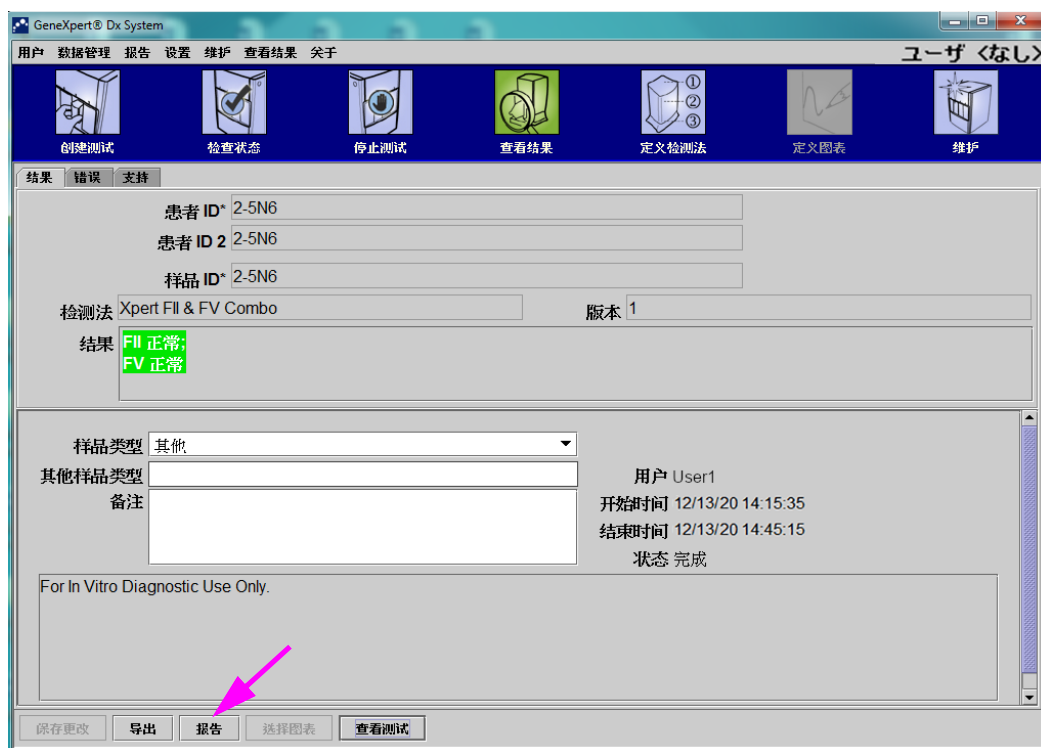 GeneXpert® Dx System
用户 数据管理 报告 设置 维护 查看结果 关于
ユーザ <なし>
创建测试 检查状态 停止测试 查看结果 定义检测法 定义图表 维护
结果 错误 支持
患者 ID* 2-5N6
患者 ID 2 2-5N6
样品 ID* 2-5N6
检测法 Xpert FII & FV Combo 版本 1
结果 FII 正常;
FV 正常
样品类型 其他
其他样品类型 用户 User1
备注 开始时间 12/13/20 14:15:35
结束时间 12/13/20 14:45:15
状态 完成
For In Vitro Diagnostic Use Only.
保存更改 导出 报告 选择图表 查看测试